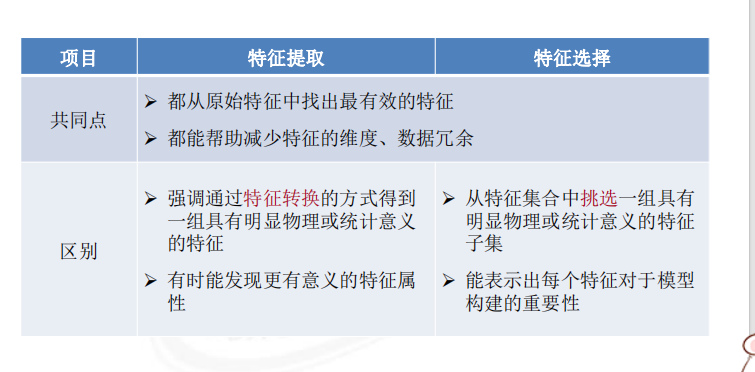 项目 特征提取 特征选择
共同点
➢ 都从原始特征中找出最有效的特征
➢ 都能帮助减少特征的维度、数据冗余
区别
➢ 强调通过特征转换的方式得到
一组具有明显物理或统计意义
的特征
➢ 有时能发现更有意义的特征属
性
➢ 从特征集合中挑选一组具有
明显物理或统计意义的特征
子集
➢ 能表示出每个特征对于模型
构建的重要性